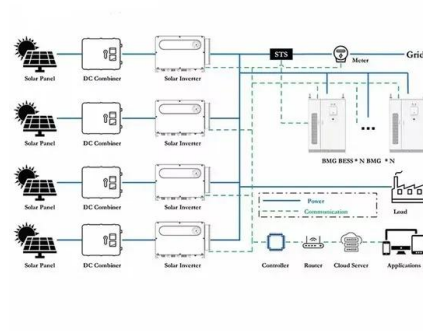 STS
Meter
Grid
Solar Panel
DC Combiner
Solar Inverter
Solar Panel
DC Combiner
Solar Inverter
BMG BESS * N BMG * N
Solar Panel
DC Combiner
Solar Inverter
Power
Communication
Load
Solar Panel
DC Combiner
Solar Inverter
Controller
Router
Cloud Server
Applications